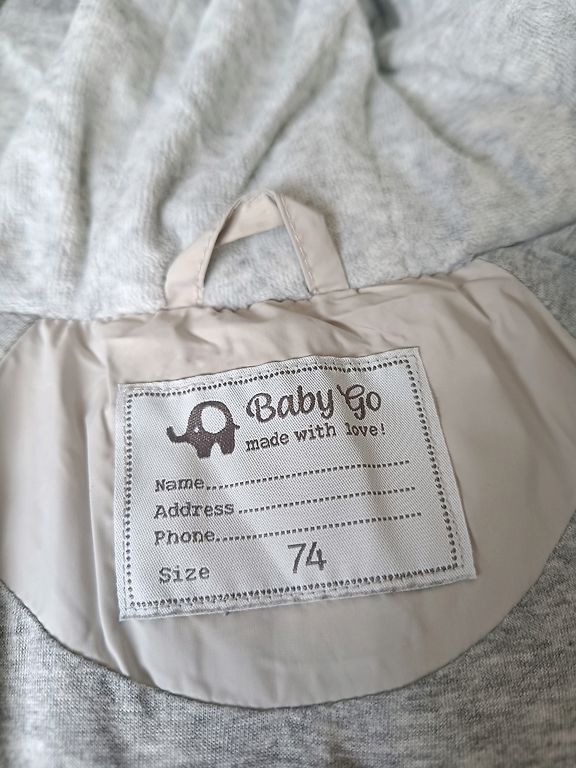 Baby Go
made with love!
Name
Address
Phone
Size 74